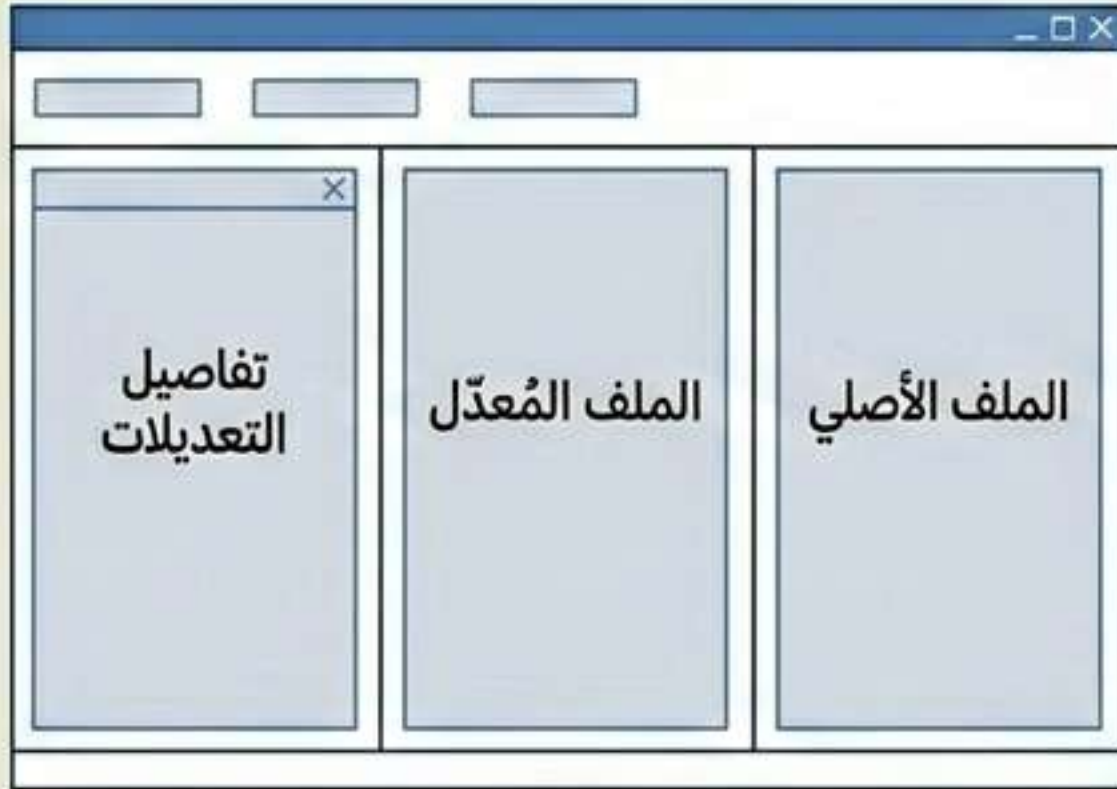 الملف الأصلي
الملف المُعدّل
تفاصيل
التعديلات